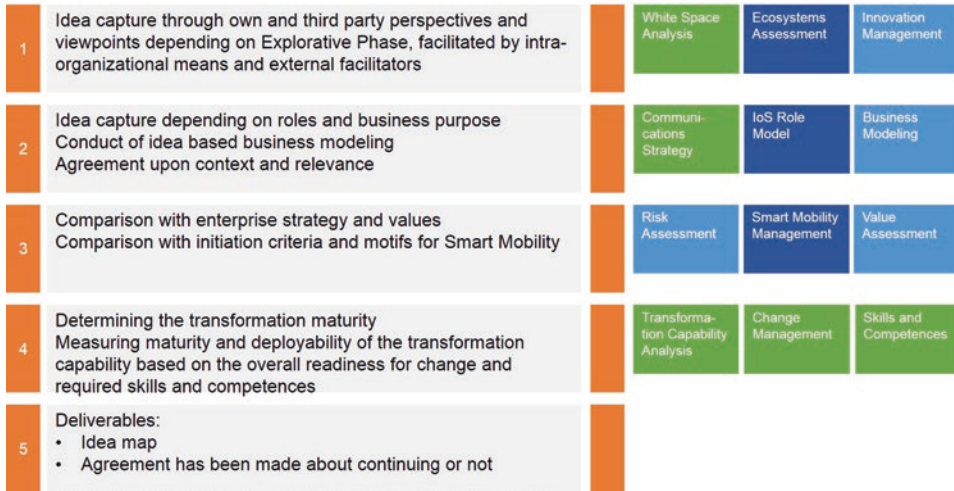 1
Idea capture through own and third party perspectives and
viewpoints depending on Explorative Phase, facilitated by intra-
organizational means and external facilitators
White Space
Analysis
Ecosystems
Assessment
Innovation
Management
2
Idea capture depending on roles and business purpose
Conduct of idea based business modeling
Agreement upon context and relevance
Communi-
cations
Strategy
IoS Role
Model
Business
Modeling
3
Comparison with enterprise strategy and values
Comparison with initiation criteria and motifs for Smart Mobility
Risk
Assessment
Smart Mobility
Management
Value
Assessment
4
Determining the transformation maturity
Measuring maturity and deployability of the transformation
capability based on the overall readiness for change and
required skills and competences
Transforma-
tion Capability
Analysis
Change
Management
Skills and
Competences
5
Deliverables:
• Idea map
• Agreement has been made about continuing or not